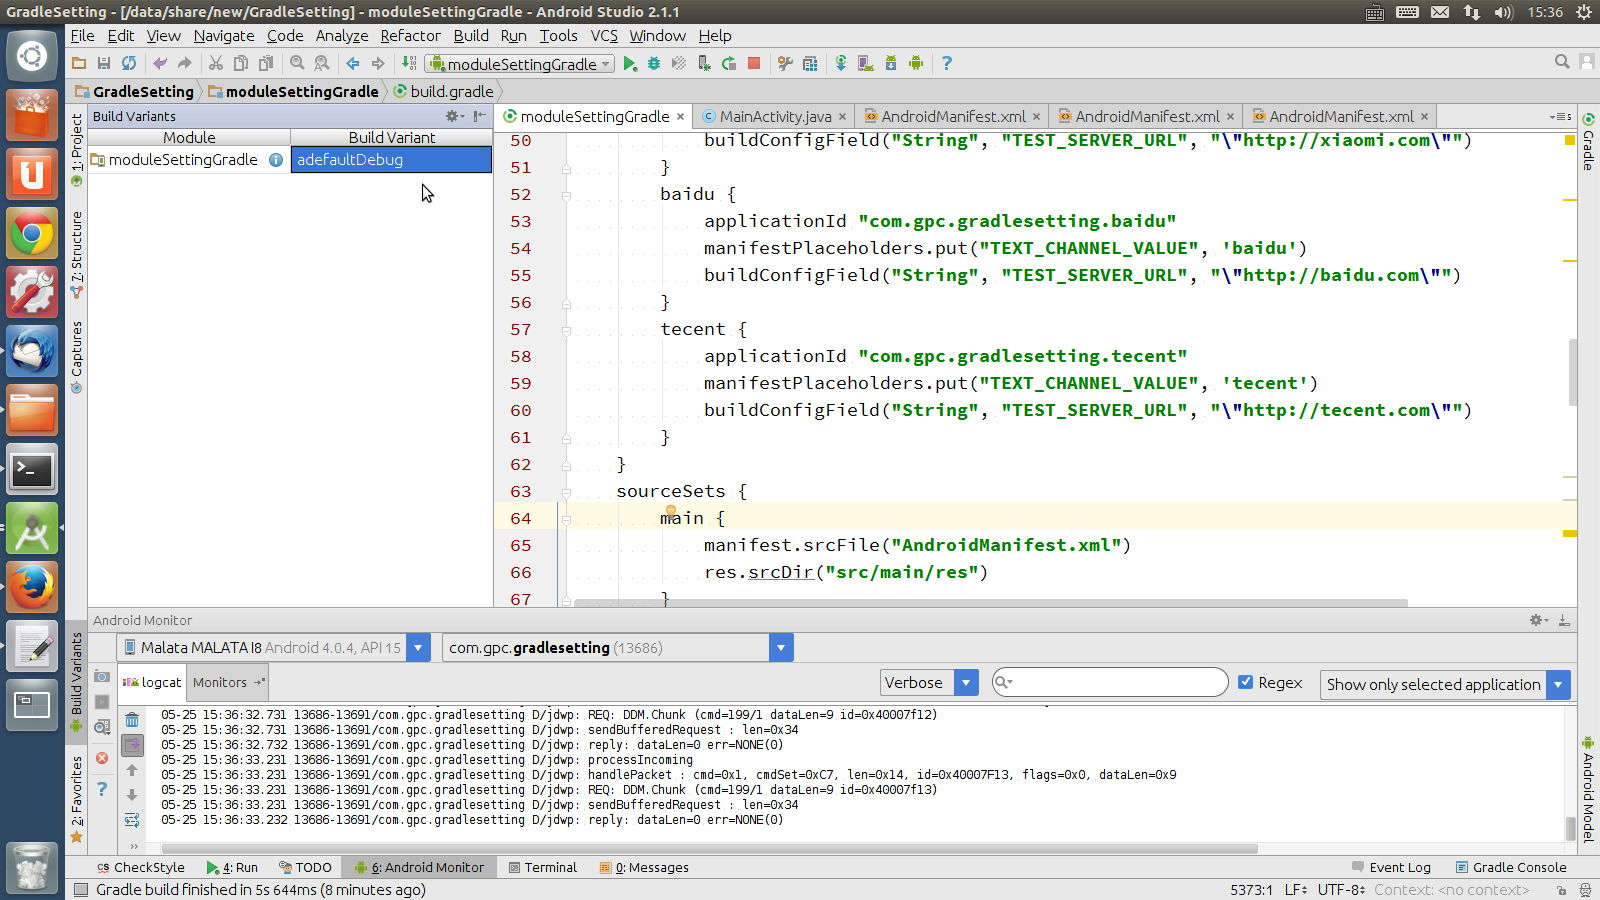 GradleSetting - [/data/share/new/GradleSetting] - moduleSettingGradle - Android Studio 2.1.1
15:36
File Edit View Navigate Code Analyze Refactor Build Run Tools VCS Window Help
moduleSettingGradle
GradleSetting moduleSettingGradle build.gradle
Build Variants
Module Build Variant
moduleSettingGradle adefaultDebug
1: Project
7: Structure
Captures
Build Variants
2: Favorites
moduleSettingGradle MainActivity.java AndroidManifest.xml AndroidManifest.xml AndroidManifest.xml
50 buildConfigField("String", "TEST_SERVER_URL", "\"http://xiaomi.com\"")
51 }
52 baidu {
53 applicationId "com.gpc.gradlesetting.baidu"
54 manifestPlaceholders.put("TEXT_CHANNEL_VALUE", 'baidu')
55 buildConfigField("String", "TEST_SERVER_URL", "\"http://baidu.com\"")
56 }
57 tecent {
58 applicationId "com.gpc.gradlesetting.tecent"
59 manifestPlaceholders.put("TEXT_CHANNEL_VALUE", 'tecent')
60 buildConfigField("String", "TEST_SERVER_URL", "\"http://tecent.com\"")
61 }
62 }
63 sourceSets {
64 main {
65 manifest.srcFile("AndroidManifest.xml")
66 res.srcDir("src/main/res")
67 }
Gradle
Android Model
Android Monitor
Malata MALATA I8 Android 4.0.4, API 15 com.gpc.gradlesetting (13686)
logcat Monitors Verbose Regex Show only selected application
05-25 15:36:32.731 13686-13691/com.gpc.gradlesetting D/jdwp: REQ: DDM.Chunk (cmd=199/1 dataLen=9 id=0x40007f12)
05-25 15:36:32.731 13686-13691/com.gpc.gradlesetting D/jdwp: sendBufferedRequest : len=0x34
05-25 15:36:32.732 13686-13691/com.gpc.gradlesetting D/jdwp: reply: dataLen=0 err=NONE(0)
05-25 15:36:33.231 13686-13691/com.gpc.gradlesetting D/jdwp: processIncoming
05-25 15:36:33.231 13686-13691/com.gpc.gradlesetting D/jdwp: handlePacket : cmd=0x1, cmdSet=0xC7, len=0x14, id=0x40007F13, flags=0x0, dataLen=0x9
05-25 15:36:33.231 13686-13691/com.gpc.gradlesetting D/jdwp: REQ: DDM.Chunk (cmd=199/1 dataLen=9 id=0x40007f13)
05-25 15:36:33.231 13686-13691/com.gpc.gradlesetting D/jdwp: sendBufferedRequest : len=0x34
05-25 15:36:33.232 13686-13691/com.gpc.gradlesetting D/jdwp: reply: dataLen=0 err=NONE(0)
CheckStyle 4: Run TODO 6: Android Monitor Terminal 0: Messages Event Log Gradle Console
Gradle build finished in 5s 644ms (8 minutes ago) 5373:1 LF UTF-8 Context: <no context>